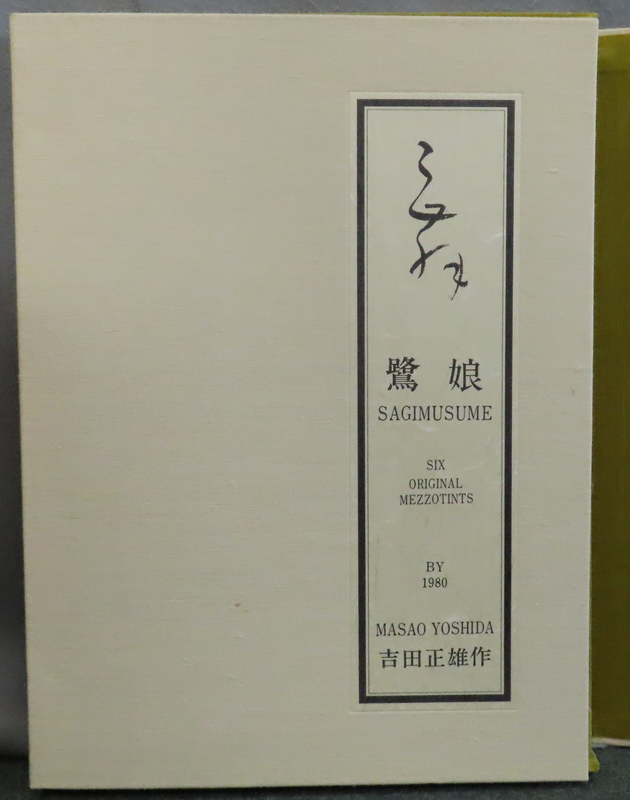 鷺娘
SAGIMUSUME
SIX
ORIGINAL
MEZZOTINTS
BY
1980
MASAO YOSHIDA
吉田正雄作